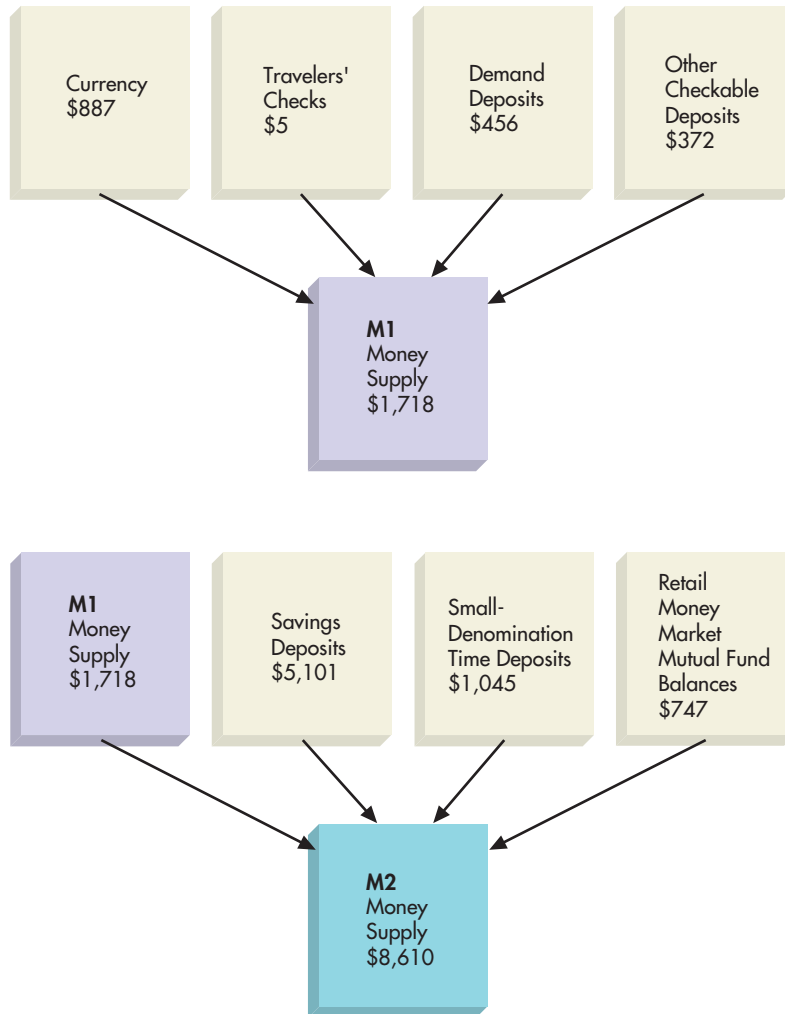 Currency
$887
Travelers'
Checks
$5
Demand
Deposits
$456
Other
Checkable
Deposits
$372
M1
Money
Supply
$1,718
M1
Money
Supply
$1,718
Savings
Deposits
$5,101
Small-
Denomination
Time Deposits
$1,045
Retail
Money
Market
Mutual Fund
Balances
$747
M2
Money
Supply
$8,610